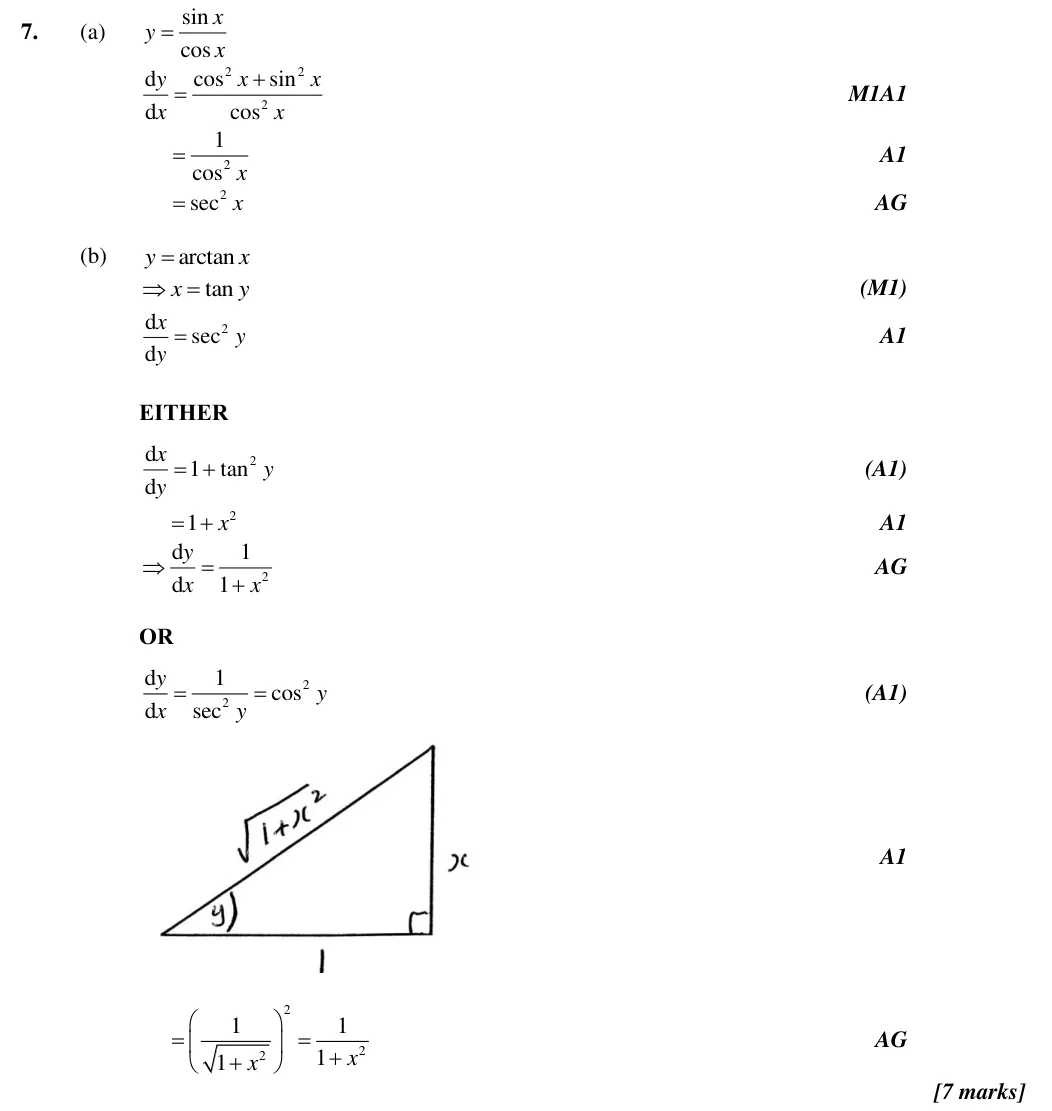 7. (a) y = sin x / cos x
dy/dx = (cos² x + sin² x) / cos² x M1A1
= 1 / cos² x A1
= sec² x AG
(b) y = arctan x
⇒ x = tan y (M1)
dx/dy = sec² y A1
EITHER
dx/dy = 1 + tan² y (A1)
= 1 + x² A1
⇒ dy/dx = 1 / (1 + x²) AG
OR
dy/dx = 1 / sec² y = cos² y (A1)
√1+x²
x A1
y
1
= (1 / √(1 + x²))² = 1 / (1 + x²) AG
[7 marks]